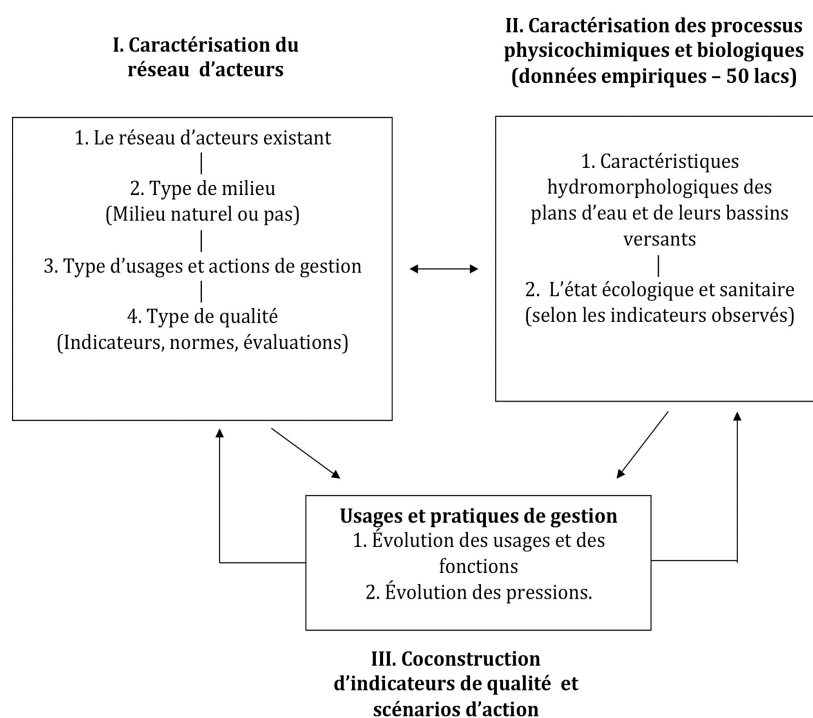 I. Caractérisation du
réseau d'acteurs
1. Le réseau d'acteurs existant
2. Type de milieu
(Milieu naturel ou pas)
3. Type d'usages et actions de gestion
4. Type de qualité
(Indicateurs, normes, évaluations)
II. Caractérisation des processus
physicochimiques et biologiques
(données empiriques – 50 lacs)
1. Caractéristiques
hydromorphologiques des
plans d'eau et de leurs bassins
versants
2. L'état écologique et sanitaire
(selon les indicateurs observés)
Usages et pratiques de gestion
1. Évolution des usages et des
fonctions
2. Évolution des pressions.
III. Coconstruction
d'indicateurs de qualité et
scénarios d'action